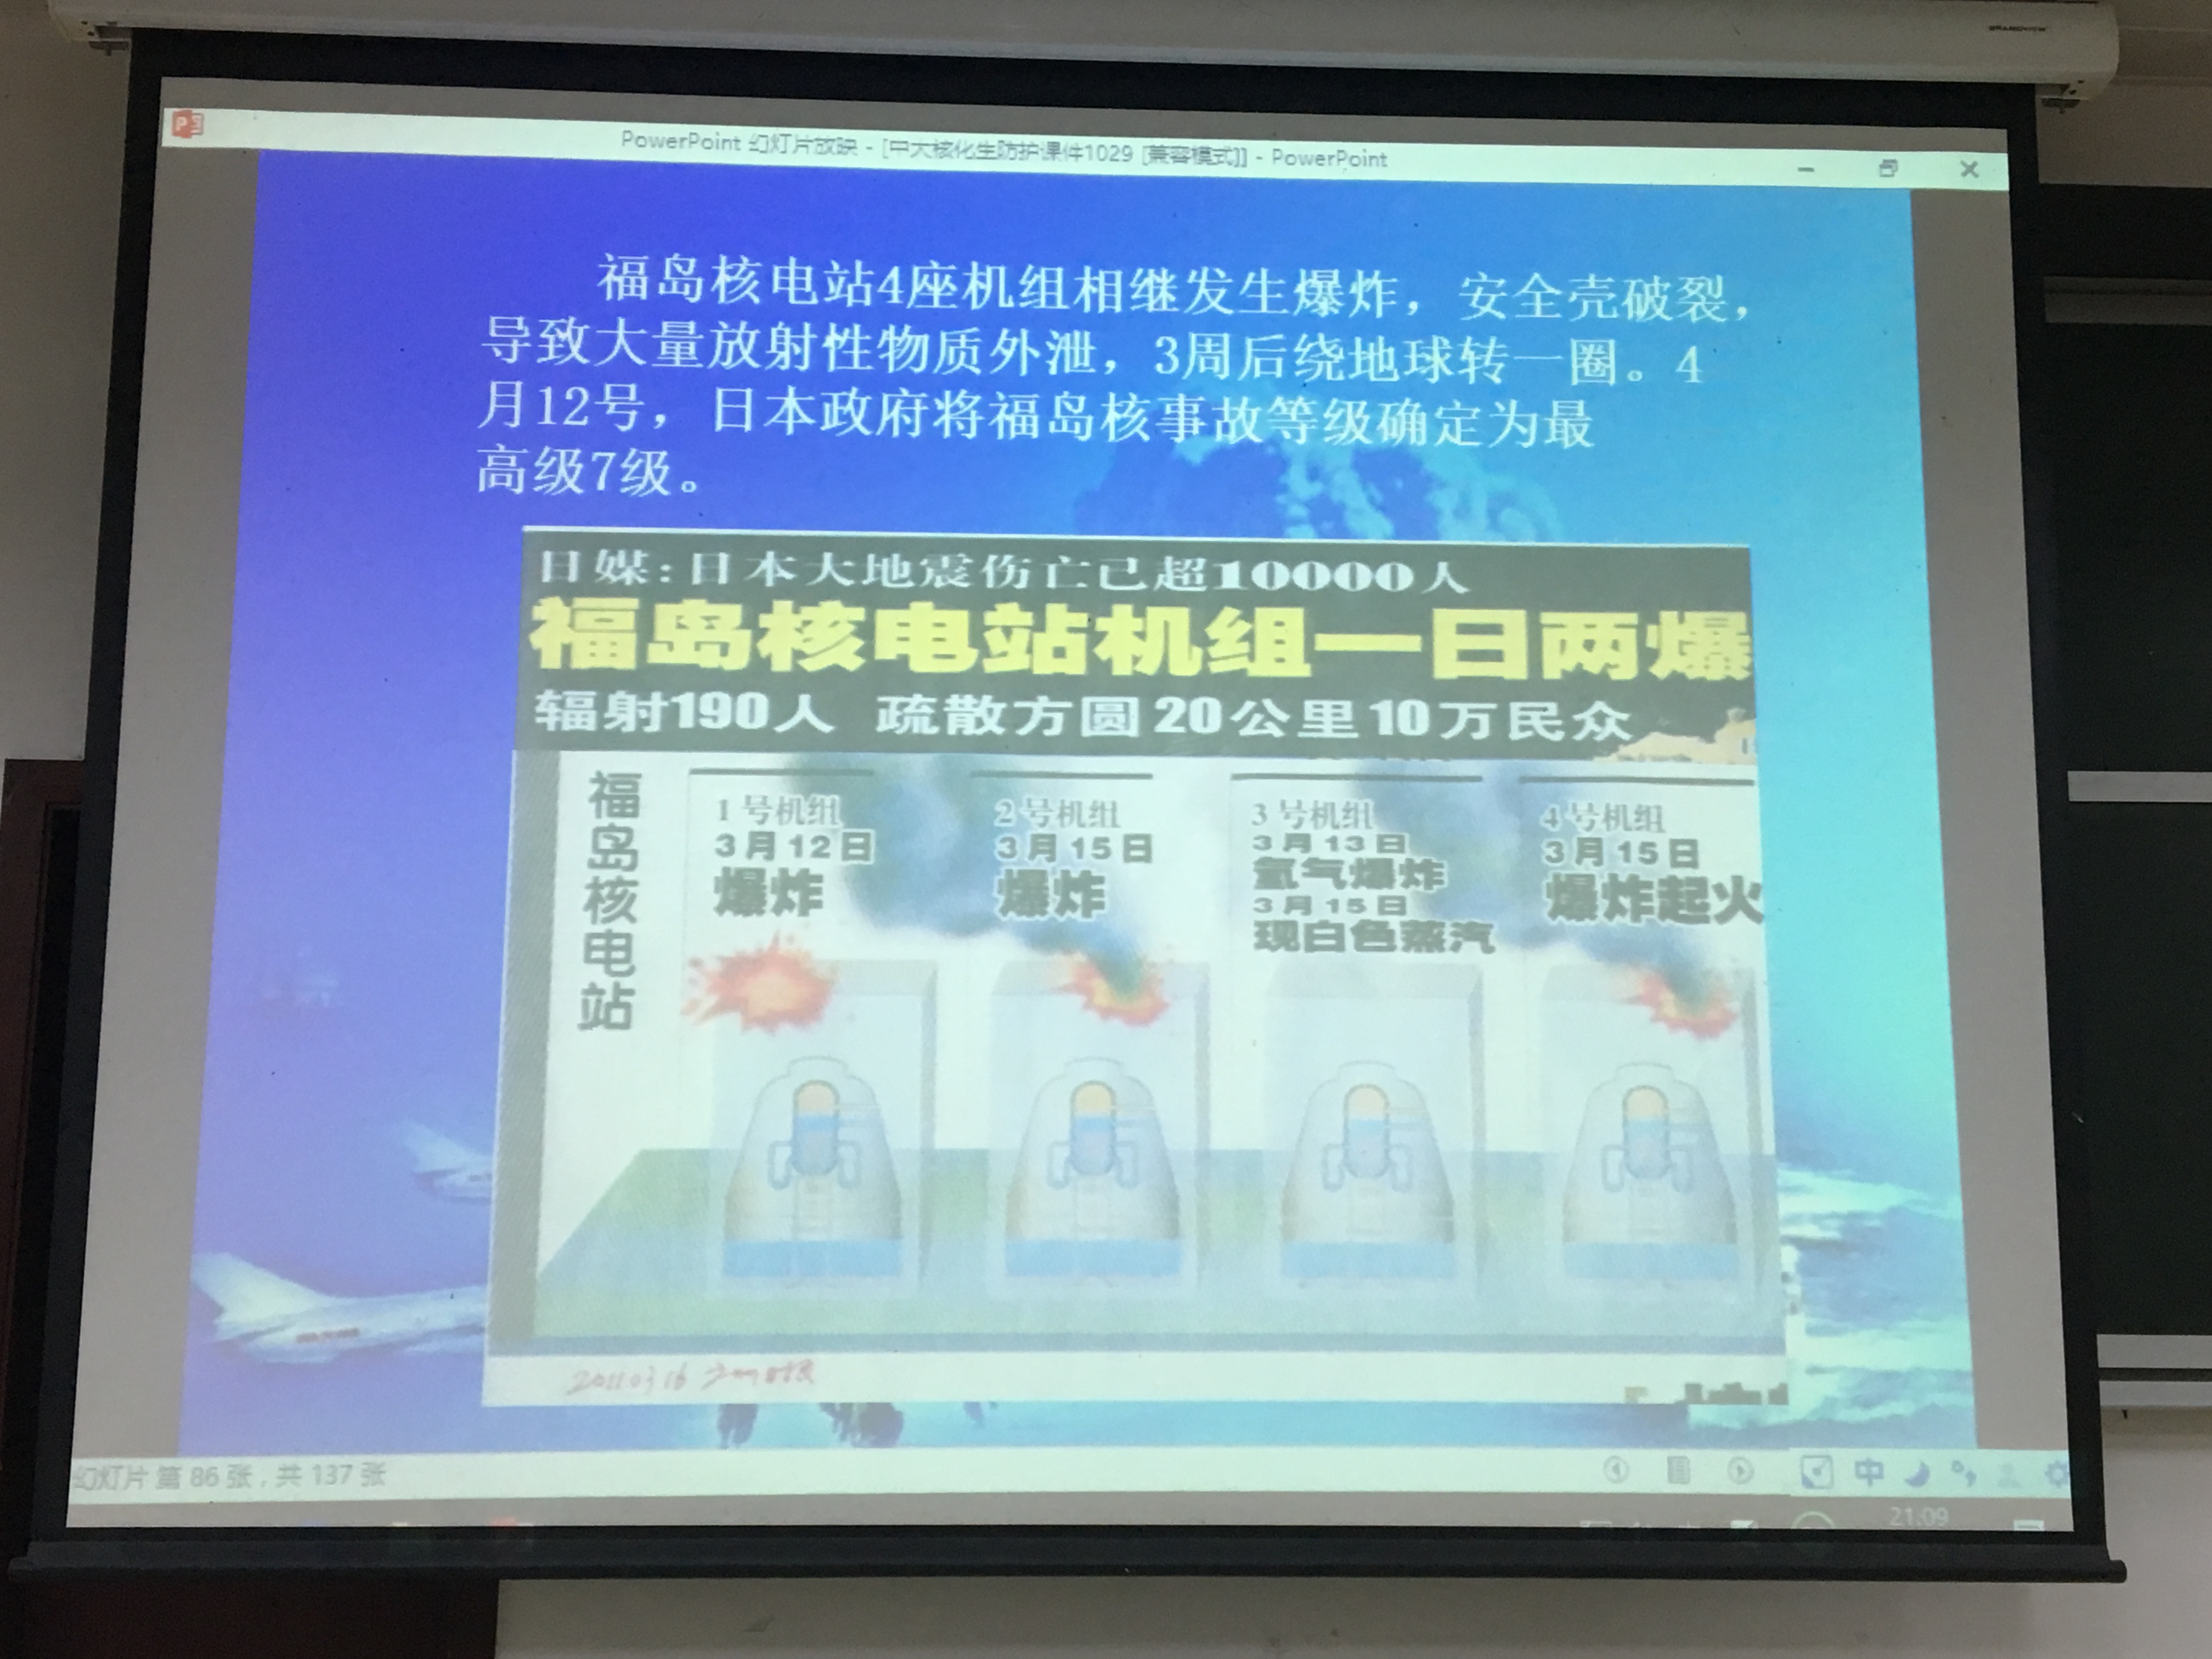 PowerPoint 幻灯片放映 - [中大核化生防护课件1029 [兼容模式]] - PowerPoint
福岛核电站4座机组相继发生爆炸，安全壳破裂，
导致大量放射性物质外泄，3周后绕地球转一圈。4
月12号，日本政府将福岛核事故等级确定为最
高级7级。
日媒：日本大地震伤亡已超10000人
福岛核电站机组一日两爆
辐射190人 疏散方圆20公里10万民众
福岛核电站
1号机组
3月12日
爆炸
2号机组
3月15日
爆炸
3号机组
3月13日
氢气爆炸
3月15日
现白色蒸汽
4号机组
3月15日
爆炸起火
幻灯片 第 86 张，共 137 张
中
21:09